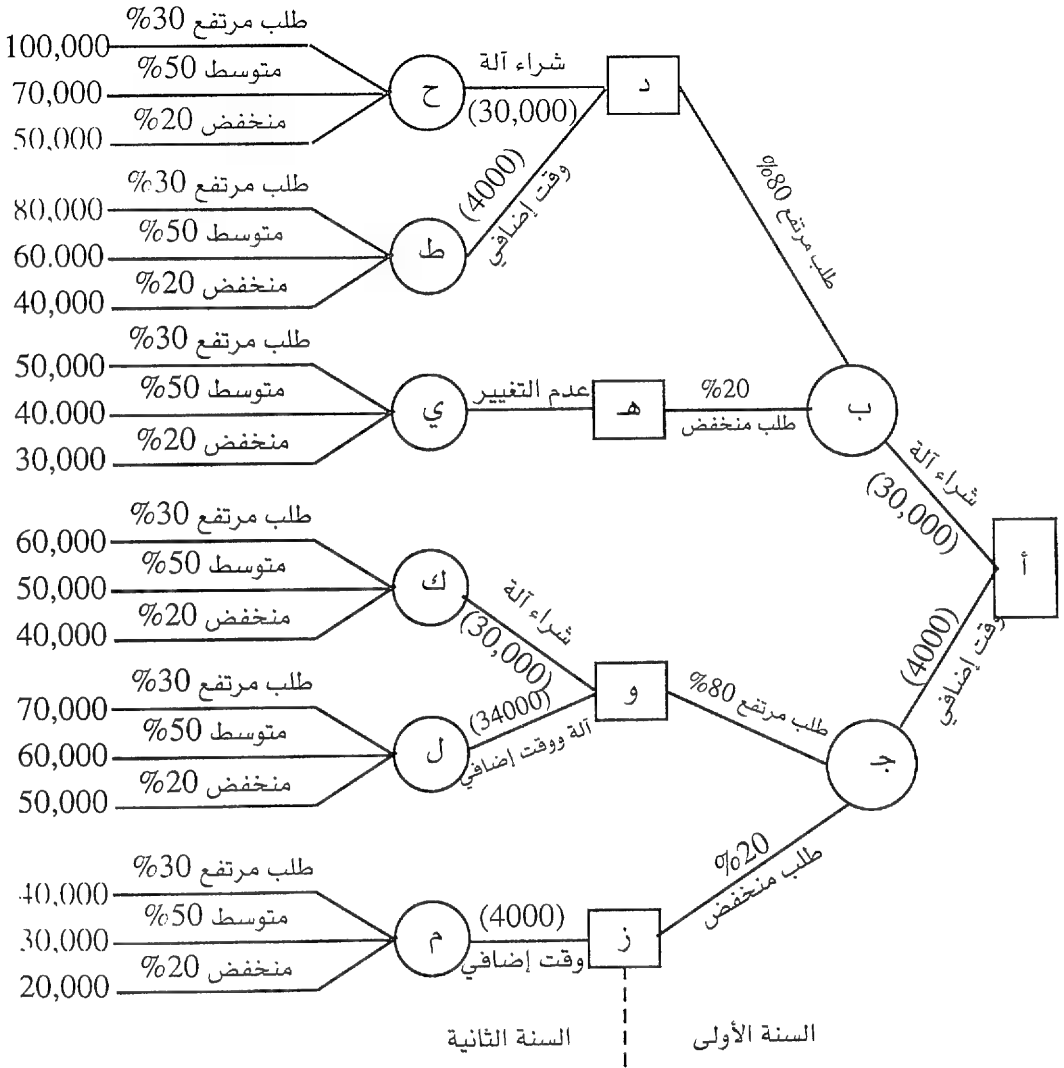 طلب مرتفع 30%
100,000
متوسط 50%
70,000
منخفض 20%
50,000
ح
شراء آلة
(30,000)
د
طلب مرتفع 30%
80,000
متوسط 50%
60.000
منخفض 20%
40,000
ط
(4000)
وقت إضافي
طلب مرتفع 80%
طلب مرتفع 30%
50,000
متوسط 50%
40.000
منخفض 20%
30,000
ي
عدم التغيير
هـ
20%
طلب منخفض
ب
شراء آلة
(30,000)
أ
طلب مرتفع 30%
60,000
متوسط 50%
50,000
منخفض 20%
40,000
ك
شراء آلة
(30,000)
و
طلب مرتفع 80%
(4000)
وقت إضافي
طلب مرتفع 30%
70,000
متوسط 50%
60,000
منخفض 20%
50,000
ل
(34000)
آلة ووقت إضافي
جـ
20%
طلب منخفض
طلب مرتفع 30%
40,000
متوسط 50%
30,000
منخفض 20%
20,000
م
(4000)
وقت إضافي
ز
السنة الأولى
السنة الثانية